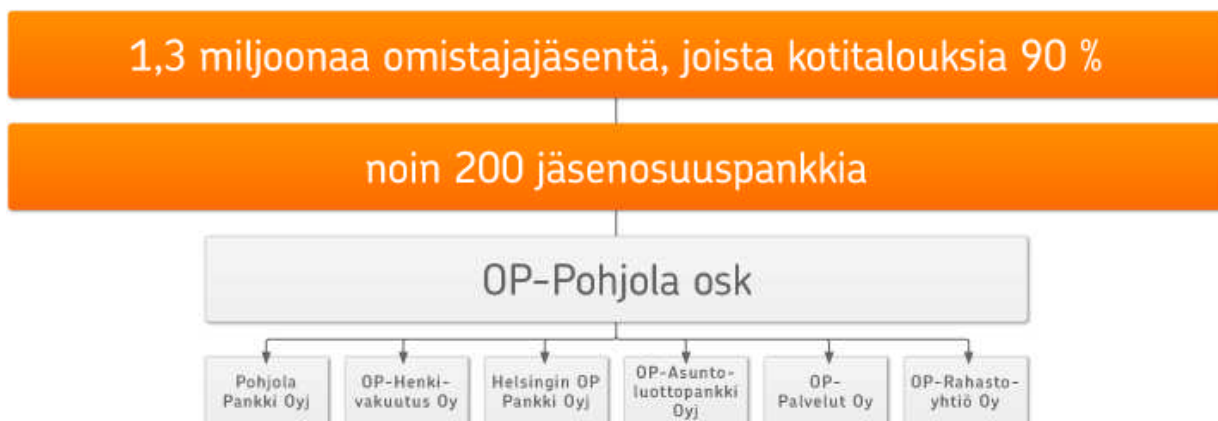 1,3 miljoonaa omistajajäsentä, joista kotitalouksia 90 %
noin 200 jäsenosuuspankkia
OP-Pohjola osk
Pohjola
Pankki Oyj
OP-Henki-
vakuutus Oy
Helsingin OP
Pankki Oyj
OP-Asunto-
luottopankki
Oyj
OP-
Palvelut Oy
OP-Rahasto-
yhtiö Oy